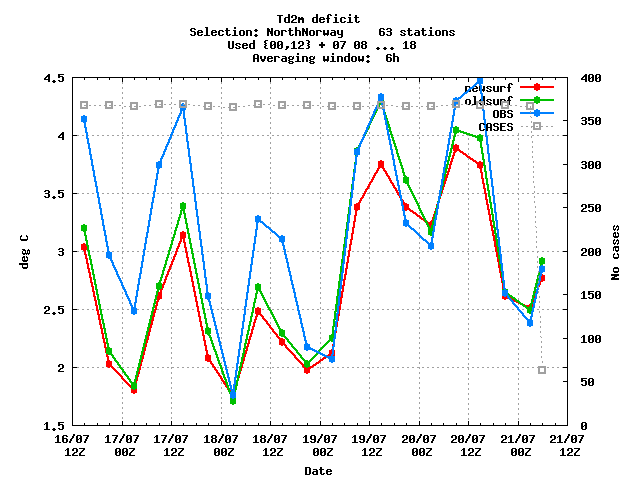 Td2m deficit
Selection: NorthNorway     63 stations
Used {00,12} + 07 08 ... 18
Averaging window:  6h
newsurf
oldsurf
OBS
CASES
deg C
No cases
4.5
4
3.5
3
2.5
2
1.5
400
350
300
250
200
150
100
50
0
16/07 17/07 17/07 18/07 18/07 19/07 19/07 20/07 20/07 21/07 21/07
12Z 00Z 12Z 00Z 12Z 00Z 12Z 00Z 12Z 00Z 12Z
Date